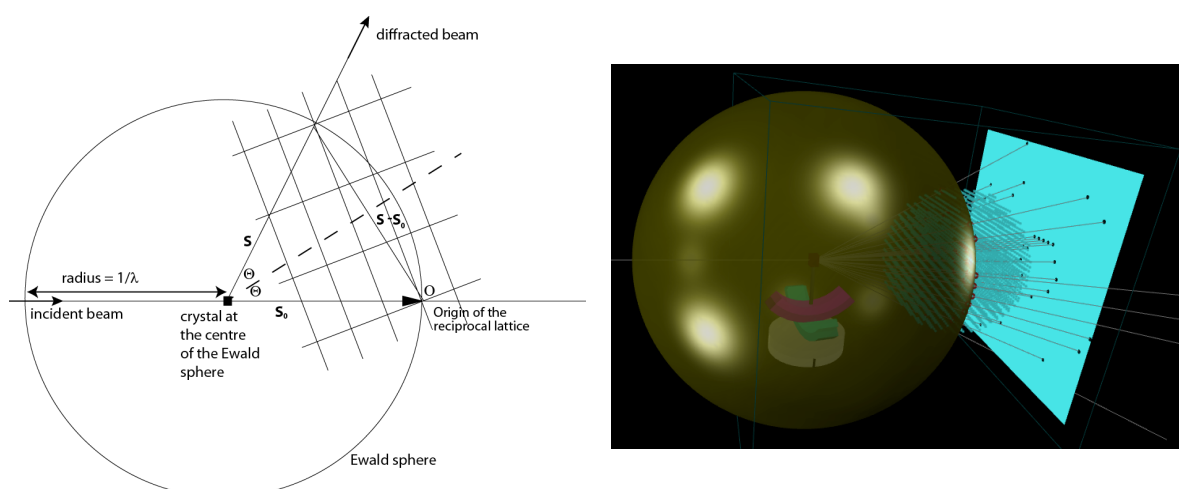 diffracted beam
S - S₀
S
Θ
Θ
radius = 1/λ
O
incident beam
S₀
crystal at
the centre
of the Ewald
sphere
Origin of the
reciprocal lattice
Ewald sphere